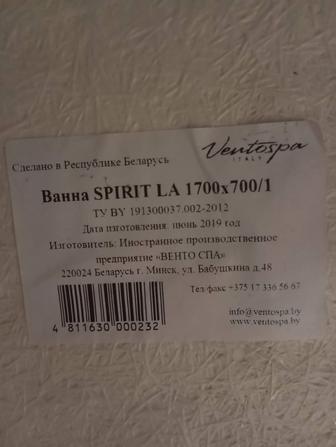 Ventospa
ITALY
Сделано в Республике Беларусь
Ванна SPIRIT LA 1700x700/1
ТУ BY 191300037.002-2012
Дата изготовления: июнь 2019 год
Изготовитель: Иностранное производственное
предприятие «ВЕНТО СПА»
220024 Беларусь г. Минск, ул. Бабушкина д.48
Тел/факс +375 17 336 56 67
4 811630 000232
info@ventospa.by
www.ventospa.by